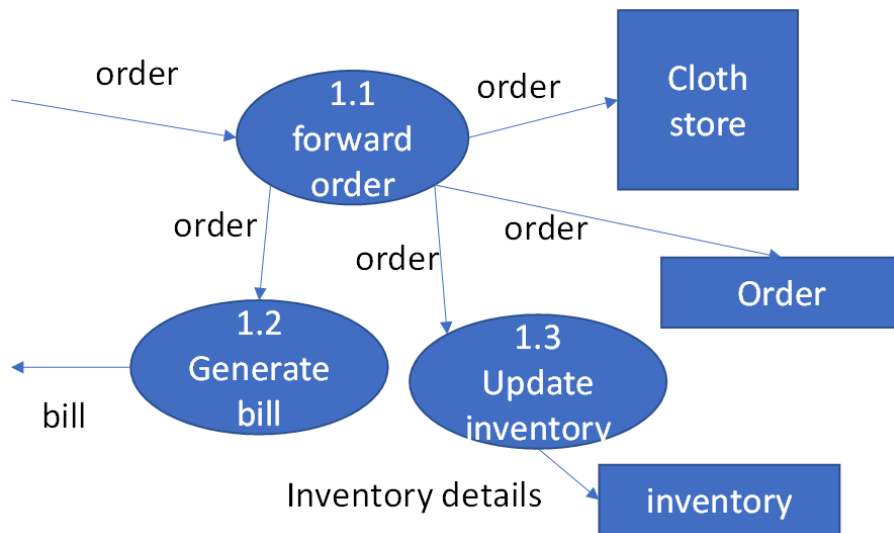 order
1.1
forward
order
order
Cloth
store
order
order
order
Order
1.2
Generate
bill
1.3
Update
inventory
bill
Inventory details
inventory